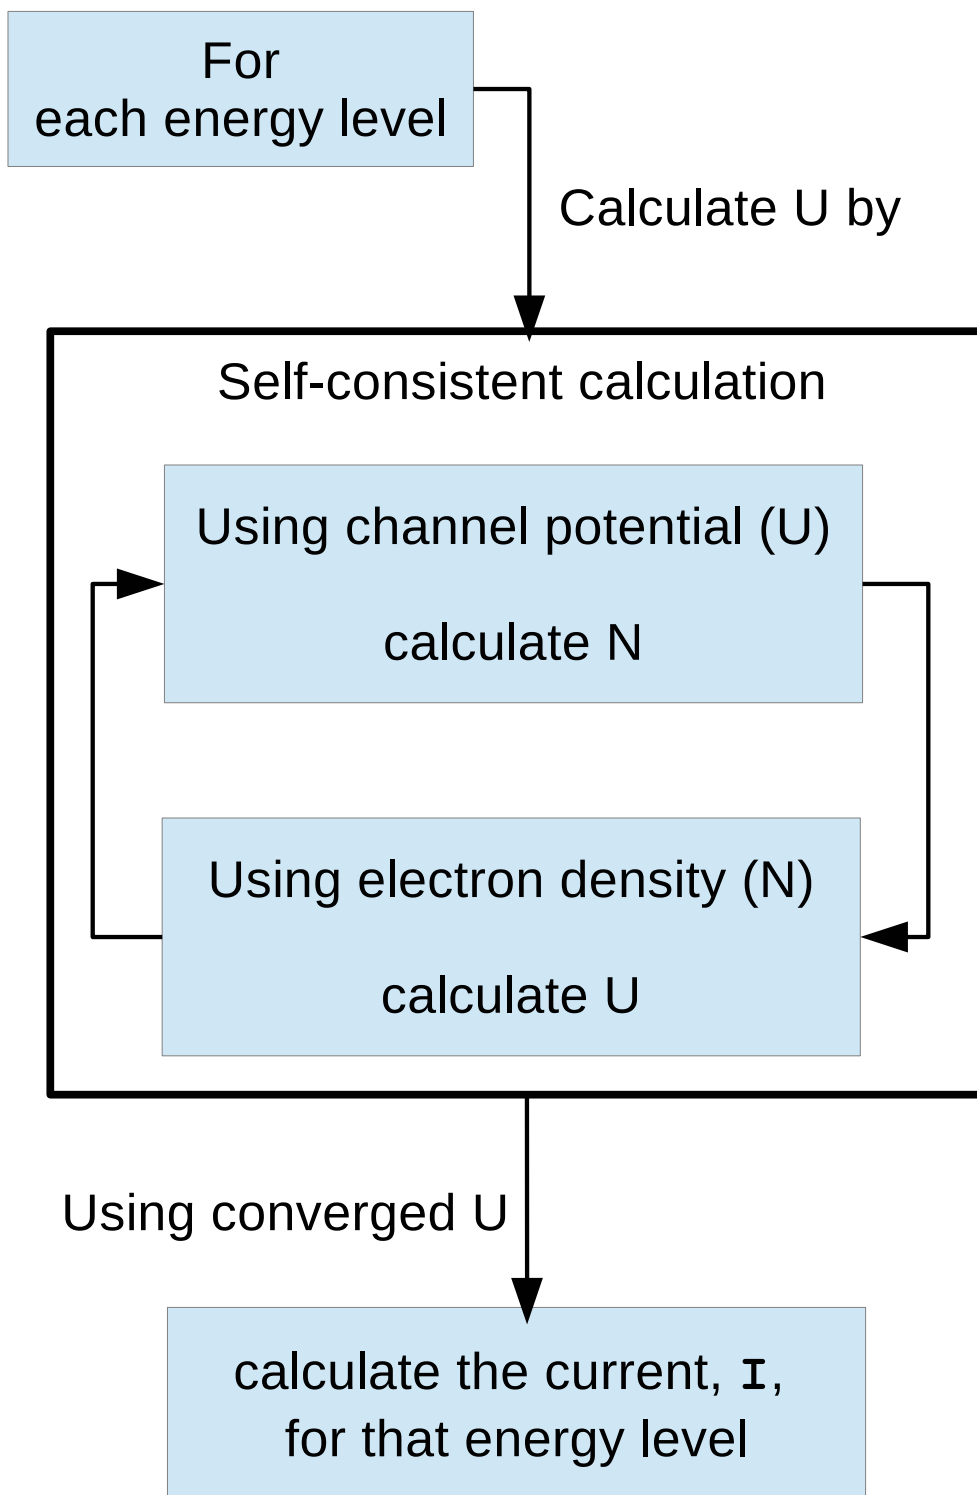 For
each energy level
Calculate U by
Self-consistent calculation
Using channel potential (U)
calculate N
Using electron density (N)
calculate U
Using converged U
calculate the current, I,
for that energy level